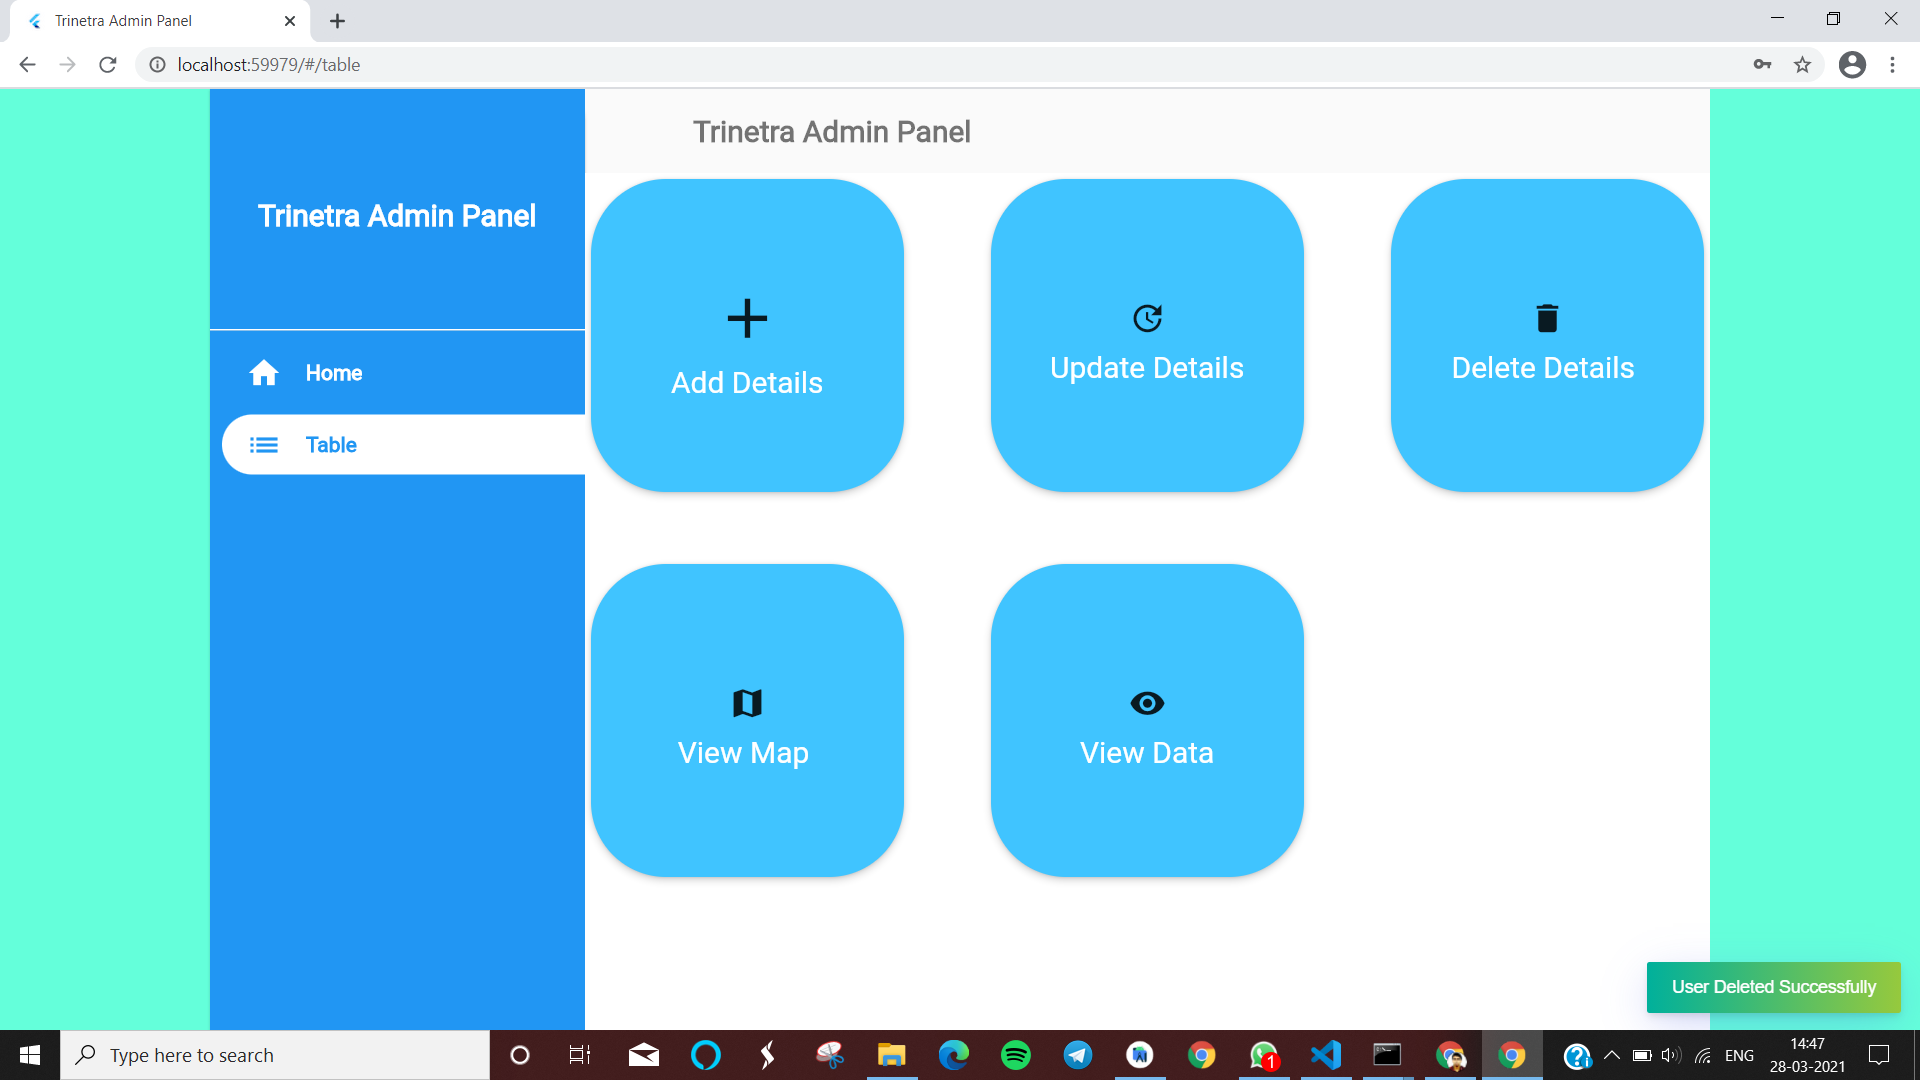 Trinetra Admin Panel
localhost:59979/#/table
Trinetra Admin Panel
Trinetra Admin Panel
Home
Table
Add Details
Update Details
Delete Details
View Map
View Data
User Deleted Successfully
Type here to search
1
ENG
14:47
28-03-2021